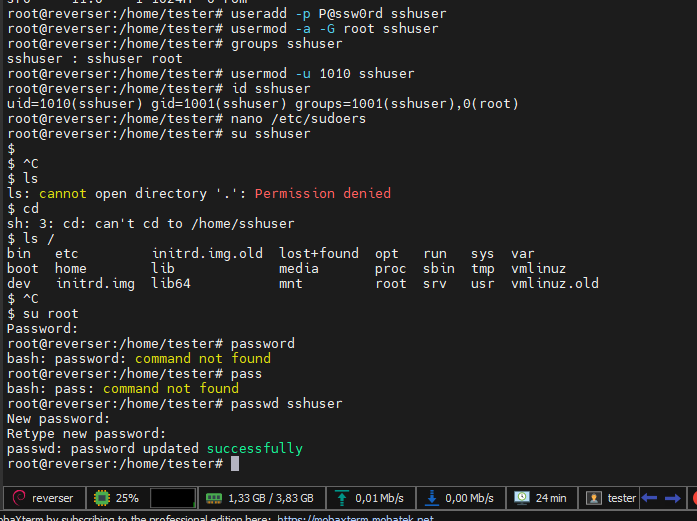 root@reverser:/home/tester# useradd -p P@ssw0rd sshuser
root@reverser:/home/tester# usermod -a -G root sshuser
root@reverser:/home/tester# groups sshuser
sshuser : sshuser root
root@reverser:/home/tester# usermod -u 1010 sshuser
root@reverser:/home/tester# id sshuser
uid=1010(sshuser) gid=1001(sshuser) groups=1001(sshuser),0(root)
root@reverser:/home/tester# nano /etc/sudoers
root@reverser:/home/tester# su sshuser
$
$ ^C
$ ls
ls: cannot open directory '.': Permission denied
$ cd
sh: 3: cd: can't cd to /home/sshuser
$ ls /
bin etc initrd.img.old lost+found opt run sys var
boot home lib media proc sbin tmp vmlinuz
dev initrd.img lib64 mnt root srv usr vmlinuz.old
$ ^C
$ su root
Password:
root@reverser:/home/tester# password
bash: password: command not found
root@reverser:/home/tester# pass
bash: pass: command not found
root@reverser:/home/tester# passwd sshuser
New password:
Retype new password:
passwd: password updated successfully
root@reverser:/home/tester#
reverser 25% 1,33 GB / 3,83 GB 0,01 Mb/s 0,00 Mb/s 24 min tester
by subscribing to the professional edition here: https://mobaxterm.mobatek.net